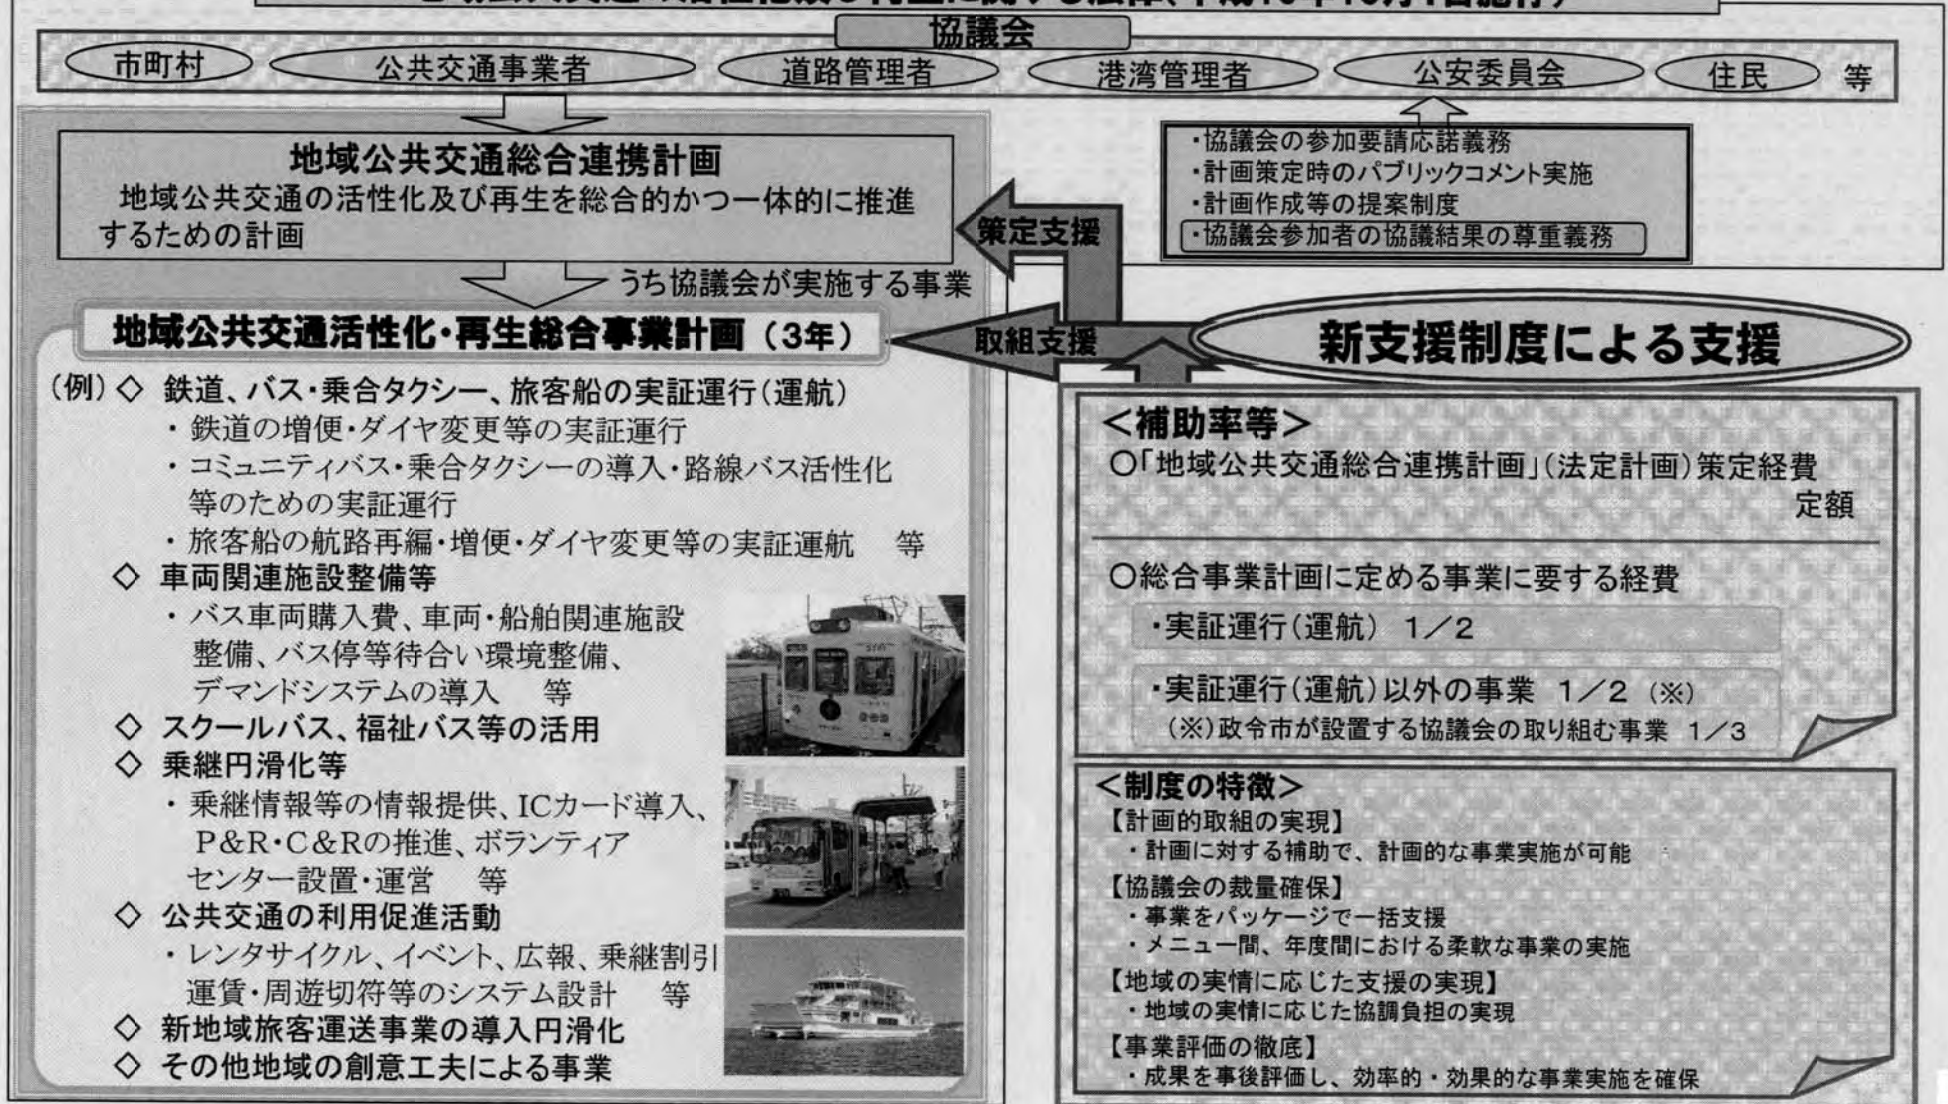 協議会
市町村 公共交通事業者 道路管理者 港湾管理者 公安委員会 住民 等
地域公共交通総合連携計画
地域公共交通の活性化及び再生を総合的かつ一体的に推進
するための計画
・協議会の参加要請応諾義務
・計画策定時のパブリックコメント実施
・計画作成等の提案制度
・協議会参加者の協議結果の尊重義務
策定支援
うち協議会が実施する事業
地域公共交通活性化・再生総合事業計画（3年）
取組支援
新支援制度による支援
（例）◇ 鉄道、バス・乗合タクシー、旅客船の実証運行（運航）
・鉄道の増便・ダイヤ変更等の実証運行
・コミュニティバス・乗合タクシーの導入・路線バス活性化
等のための実証運行
・旅客船の航路再編・増便・ダイヤ変更等の実証運航 等
◇ 車両関連施設整備等
・バス車両購入費、車両・船舶関連施設
整備、バス停等待合い環境整備、
デマンドシステムの導入 等
◇ スクールバス、福祉バス等の活用
◇ 乗継円滑化等
・乗継情報等の情報提供、ICカード導入、
P&R・C&Rの推進、ボランティア
センター設置・運営 等
◇ 公共交通の利用促進活動
・レンタサイクル、イベント、広報、乗継割引
運賃・周遊切符等のシステム設計 等
◇ 新地域旅客運送事業の導入円滑化
◇ その他地域の創意工夫による事業
＜補助率等＞
○「地域公共交通総合連携計画」（法定計画）策定経費
定額
○総合事業計画に定める事業に要する経費
・実証運行（運航） 1／2
・実証運行（運航）以外の事業 1／2（※）
（※）政令市が設置する協議会の取り組む事業 1／3
＜制度の特徴＞
【計画的取組の実現】
・計画に対する補助で、計画的な事業実施が可能
【協議会の裁量確保】
・事業をパッケージで一括支援
・メニュー間、年度間における柔軟な事業の実施
【地域の実情に応じた支援の実現】
・地域の実情に応じた協調負担の実現
【事業評価の徹底】
・成果を事後評価し、効率的・効果的な事業実施を確保